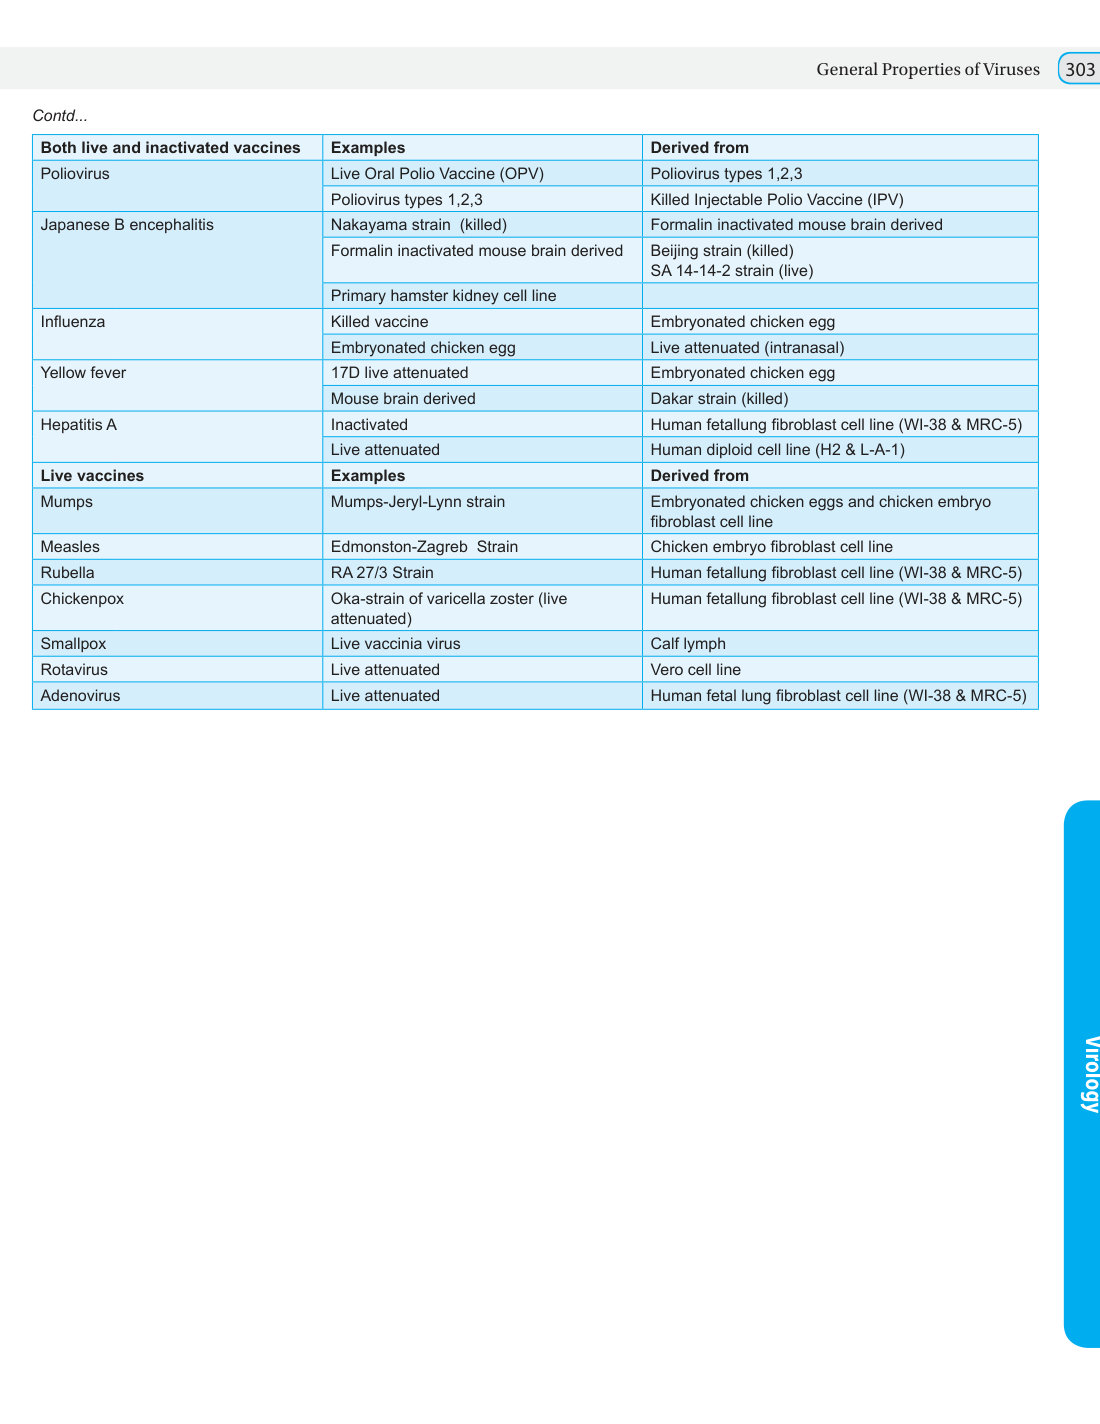 General Properties of Viruses 303
Contd...
Both live and inactivated vaccines Examples Derived from
Poliovirus Live Oral Polio Vaccine (OPV) Poliovirus types 1,2,3
Poliovirus types 1,2,3 Killed Injectable Polio Vaccine (IPV)
Japanese B encephalitis Nakayama strain (killed) Formalin inactivated mouse brain derived
Formalin inactivated mouse brain derived Beijing strain (killed)
SA 14-14-2 strain (live)
Primary hamster kidney cell line
Influenza Killed vaccine Embryonated chicken egg
Embryonated chicken egg Live attenuated (intranasal)
Yellow fever 17D live attenuated Embryonated chicken egg
Mouse brain derived Dakar strain (killed)
Hepatitis A Inactivated Human fetallung fibroblast cell line (WI-38 & MRC-5)
Live attenuated Human diploid cell line (H2 & L-A-1)
Live vaccines Examples Derived from
Mumps Mumps-Jeryl-Lynn strain Embryonated chicken eggs and chicken embryo
fibroblast cell line
Measles Edmonston-Zagreb Strain Chicken embryo fibroblast cell line
Rubella RA 27/3 Strain Human fetallung fibroblast cell line (WI-38 & MRC-5)
Chickenpox Oka-strain of varicella zoster (live Human fetallung fibroblast cell line (WI-38 & MRC-5)
attenuated)
Smallpox Live vaccinia virus Calf lymph
Rotavirus Live attenuated Vero cell line
Adenovirus Live attenuated Human fetal lung fibroblast cell line (WI-38 & MRC-5)
Virology